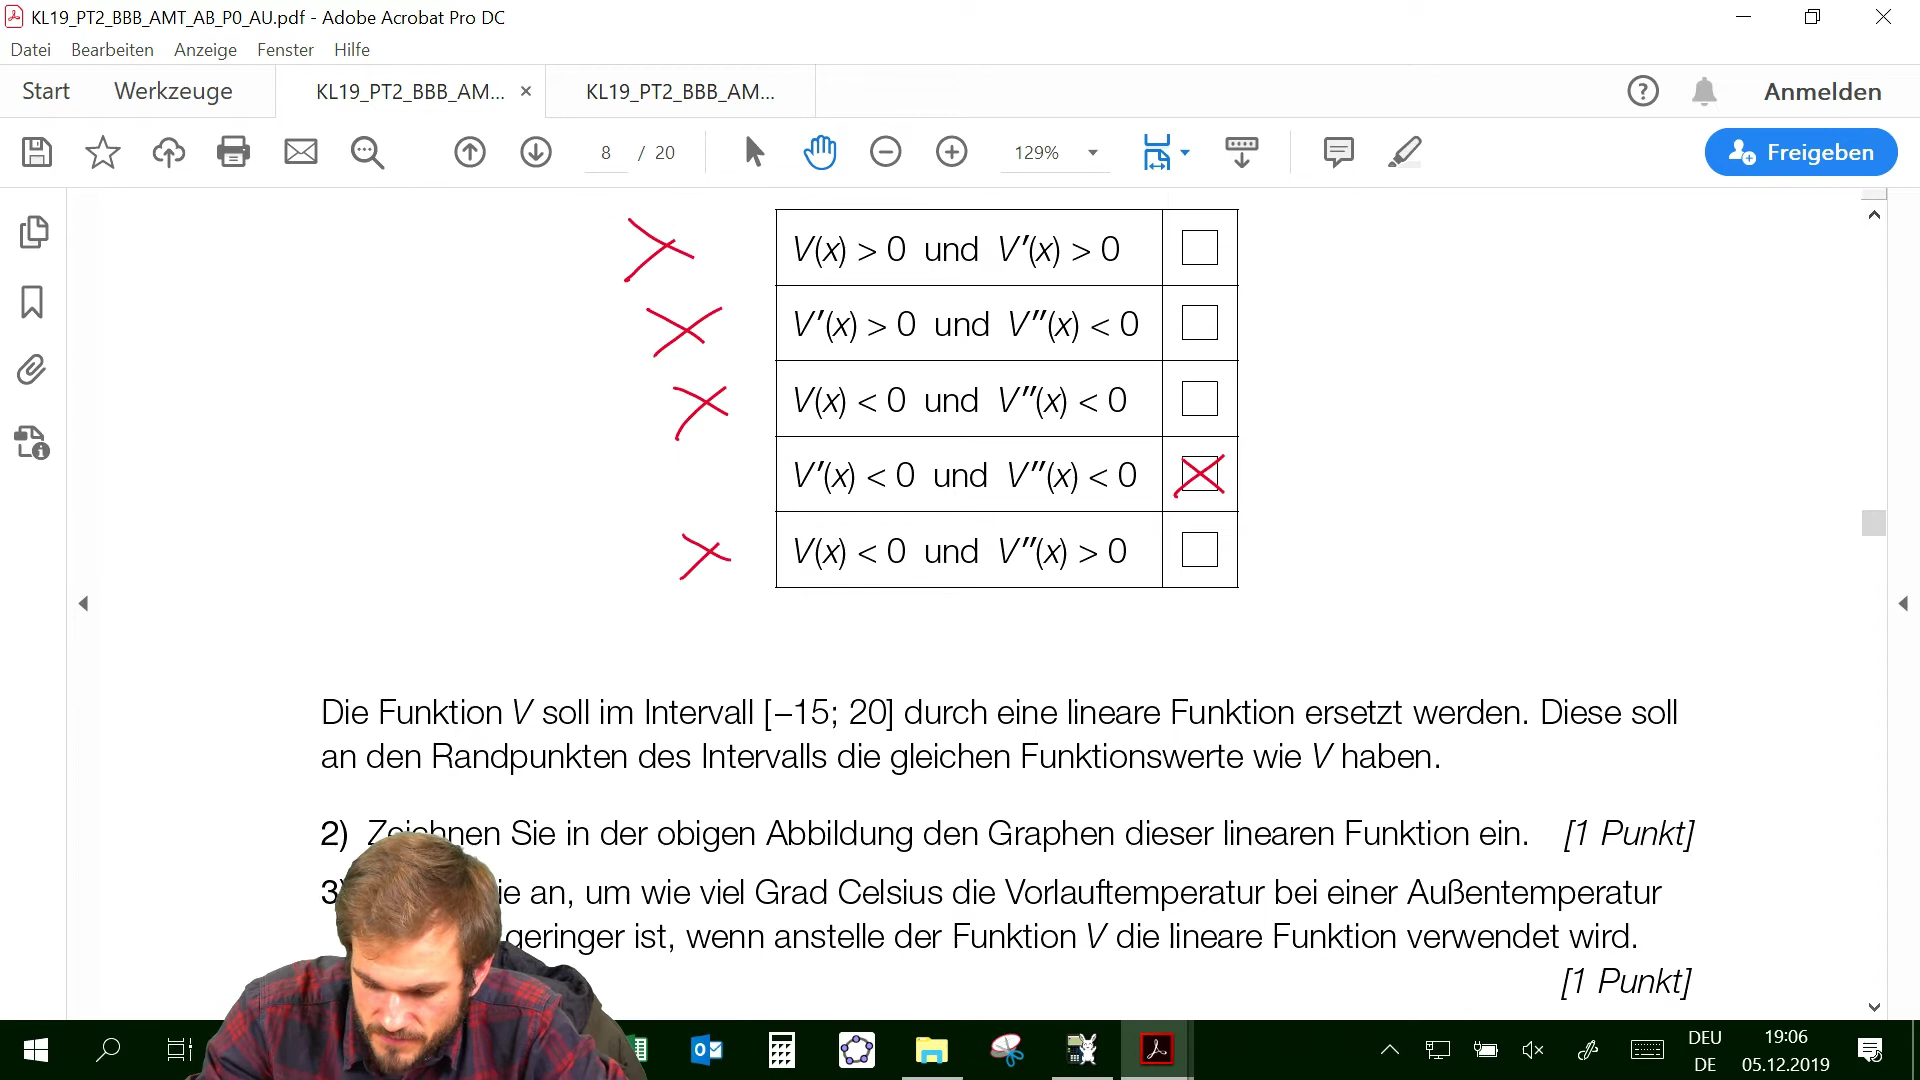 KL19_PT2_BBB_AMT_AB_P0_AU.pdf - Adobe Acrobat Pro DC
Datei Bearbeiten Anzeige Fenster Hilfe
Start Werkzeuge KL19_PT2_BBB_AM... × KL19_PT2_BBB_AM... Anmelden
8 / 20 129% Freigeben
V(x) > 0 und V′(x) > 0
V′(x) > 0 und V″(x) < 0
V(x) < 0 und V″(x) < 0
V′(x) < 0 und V″(x) < 0
V(x) < 0 und V″(x) > 0
Die Funktion V soll im Intervall [–15; 20] durch eine lineare Funktion ersetzt werden. Diese soll
an den Randpunkten des Intervalls die gleichen Funktionswerte wie V haben.
2) Zeichnen Sie in der obigen Abbildung den Graphen dieser linearen Funktion ein. [1 Punkt]
an, um wie viel Grad Celsius die Vorlauftemperatur bei einer Außentemperatur
geringer ist, wenn anstelle der Funktion V die lineare Funktion verwendet wird.
[1 Punkt]
DEU 19:06
DE 05.12.2019